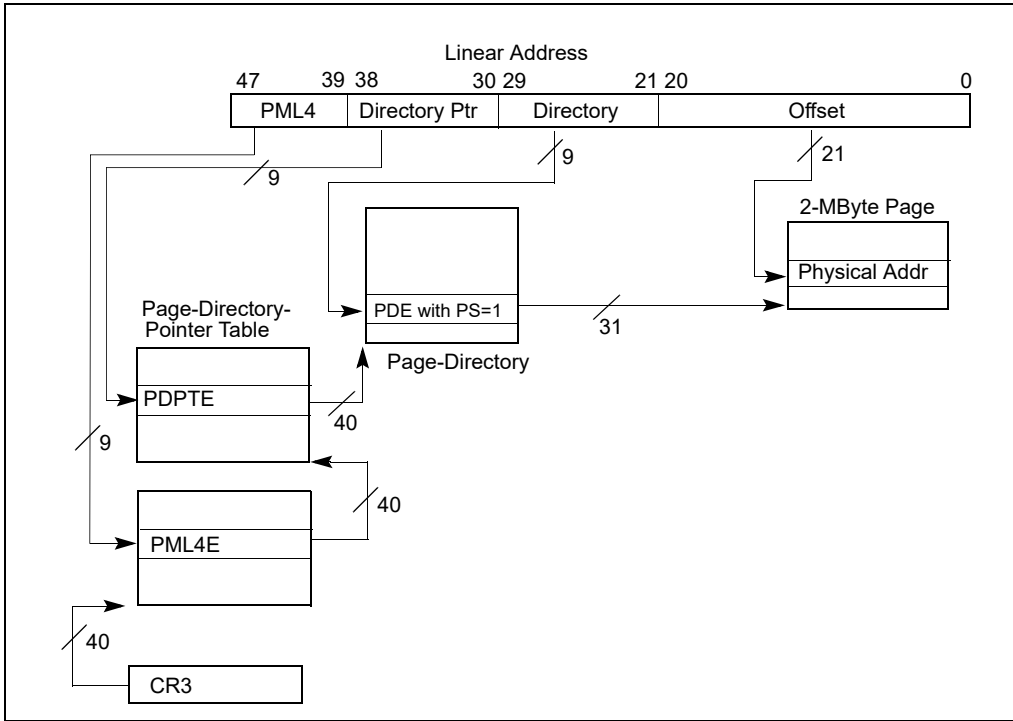 Linear Address
47 39 38 30 29 21 20 0
PML4 Directory Ptr Directory Offset
9 9 21
2-MByte Page
Physical Addr
PDE with PS=1
31
Page-Directory-
Pointer Table
Page-Directory
PDPTE
40
9
40
PML4E
40
CR3